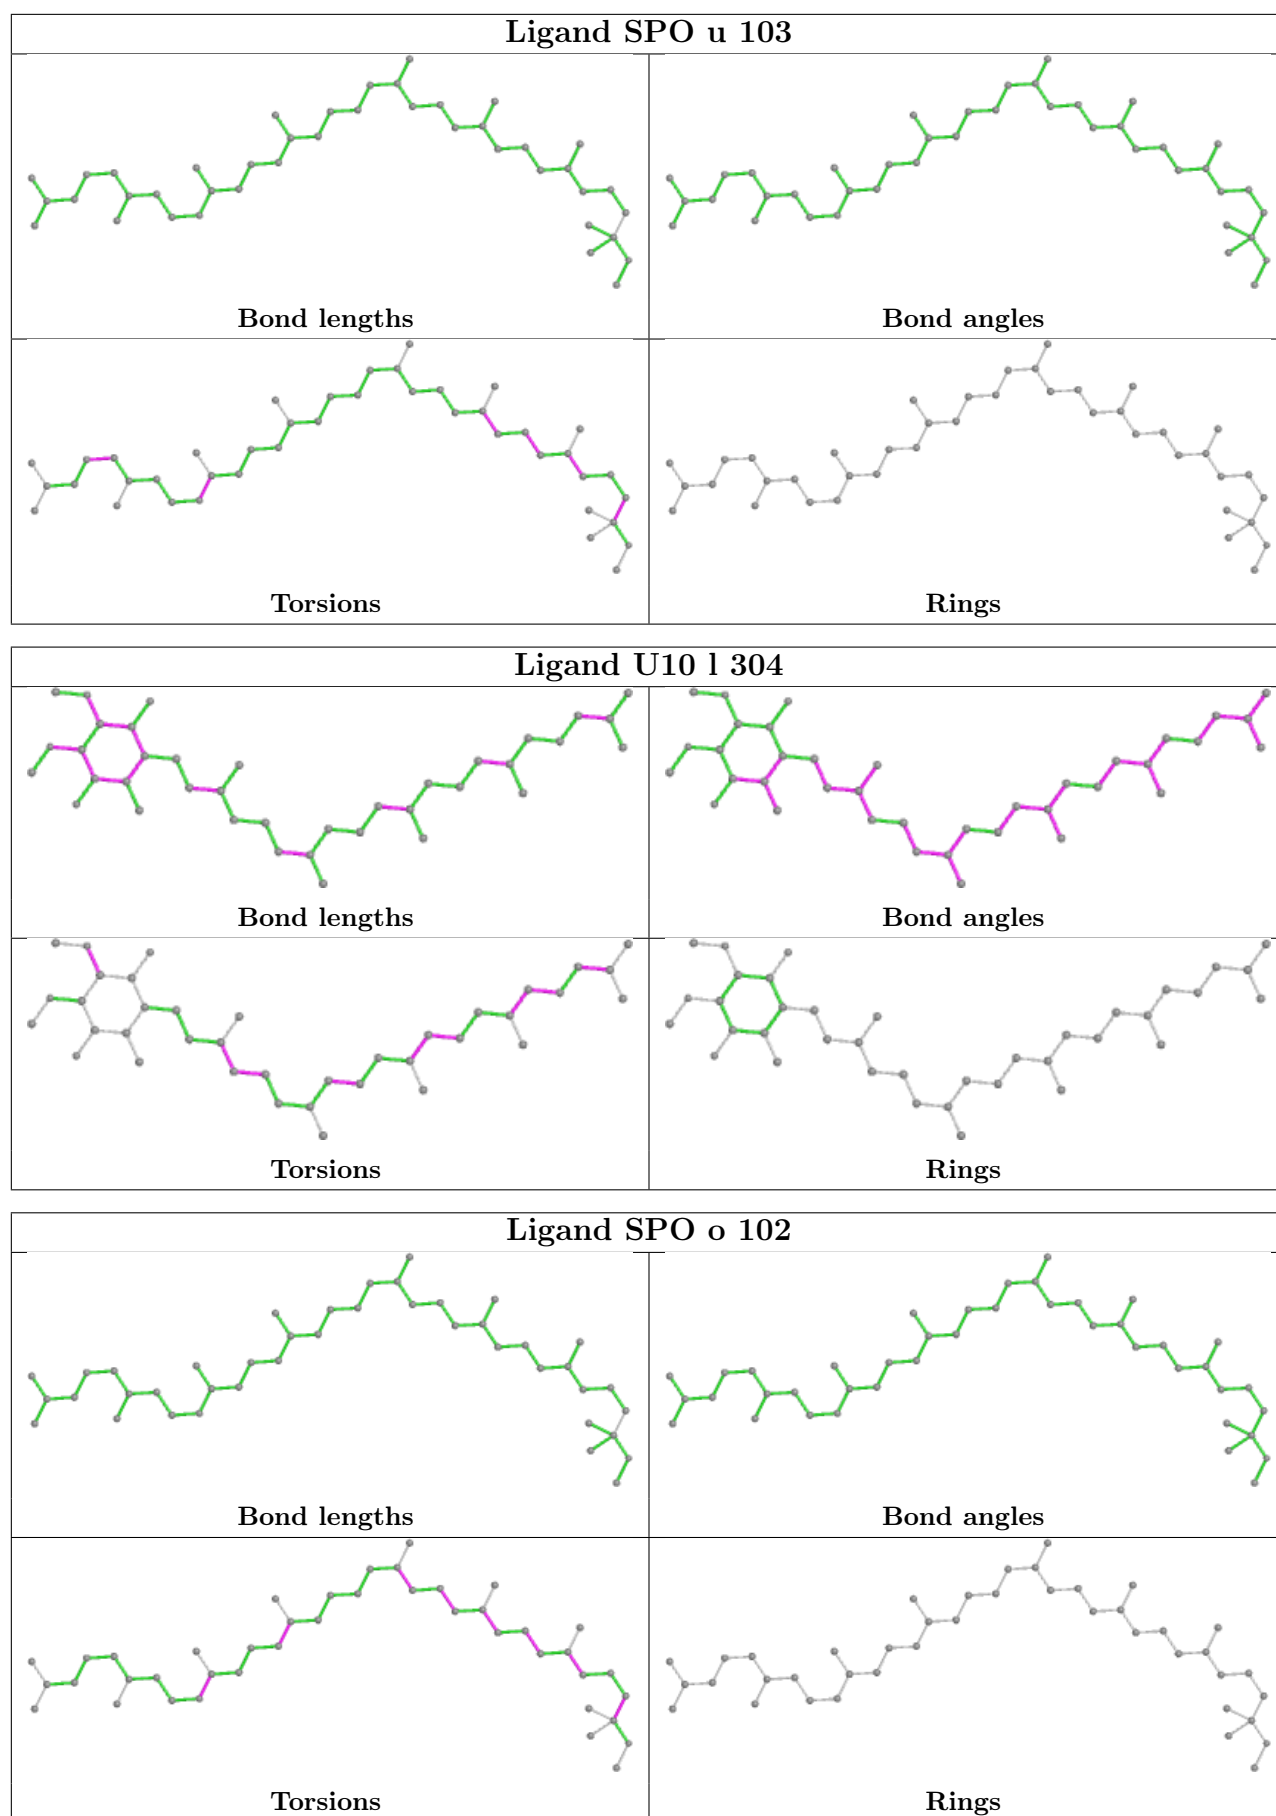 Ligand SPO u 103
Bond lengths
Bond angles
Torsions
Rings
Ligand U10 l 304
Bond lengths
Bond angles
Torsions
Rings
Ligand SPO o 102
Bond lengths
Bond angles
Torsions
Rings